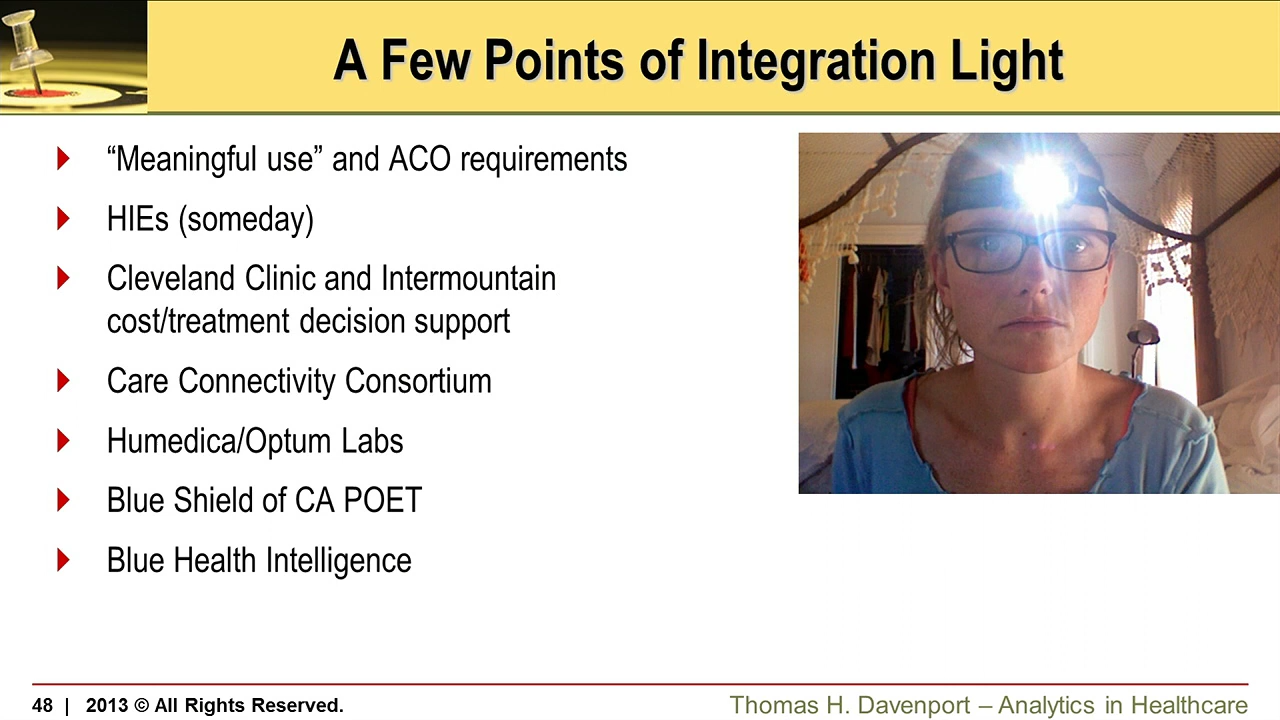 A Few Points of Integration Light
“Meaningful use” and ACO requirements
HIEs (someday)
Cleveland Clinic and Intermountain
cost/treatment decision support
Care Connectivity Consortium
Humedica/Optum Labs
Blue Shield of CA POET
Blue Health Intelligence
48 | 2013 © All Rights Reserved.
Thomas H. Davenport – Analytics in Healthcare